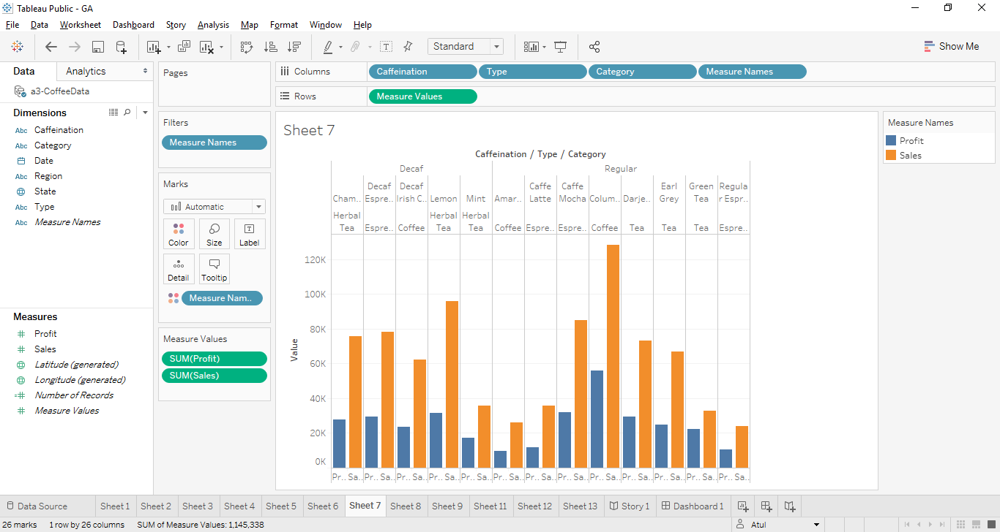 Tableau Public - GA
File Data Worksheet Dashboard Story Analysis Map Format Window Help
Standard
Show Me
Data Analytics
a3-CoffeeData
Dimensions
Abc Caffeination
Abc Category
Date
Abc Region
State
Abc Type
Abc Measure Names
Measures
Profit
Sales
Latitude (generated)
Longitude (generated)
Number of Records
Measure Values
Pages
Filters
Measure Names
Marks
Automatic
Color Size Label
Detail Tooltip
Measure Nam..
Measure Values
SUM(Profit)
SUM(Sales)
Columns Caffeination Type Category Measure Names
Rows Measure Values
Sheet 7
Caffeination / Type / Category
Decaf Regular
Decaf Decaf Caffe Caffe Earl Green Regula
Cham.. Espre.. Irish C.. Lemon Mint Amar.. Latte Mocha Colum.. Darje.. Grey Tea r Espr..
Herbal Herbal Herbal
Tea Espre.. Coffee Tea Tea Coffee Espre.. Espre.. Coffee Tea Tea Tea Espre..
120K
100K
80K
60K
40K
20K
0K
Value
Pr.. Sa.. Pr.. Sa.. Pr.. Sa.. Pr.. Sa.. Pr.. Sa.. Pr.. Sa.. Pr.. Sa.. Pr.. Sa.. Pr.. Sa.. Pr.. Sa.. Pr.. Sa.. Pr.. Sa.. Pr.. Sa..
Measure Names
Profit
Sales
Data Source Sheet 1 Sheet 2 Sheet 3 Sheet 4 Sheet 5 Sheet 6 Sheet 7 Sheet 8 Sheet 9 Sheet 11 Sheet 12 Sheet 13 Story 1 Dashboard 1
26 marks 1 row by 26 columns SUM of Measure Values: 1,145,338 Atul